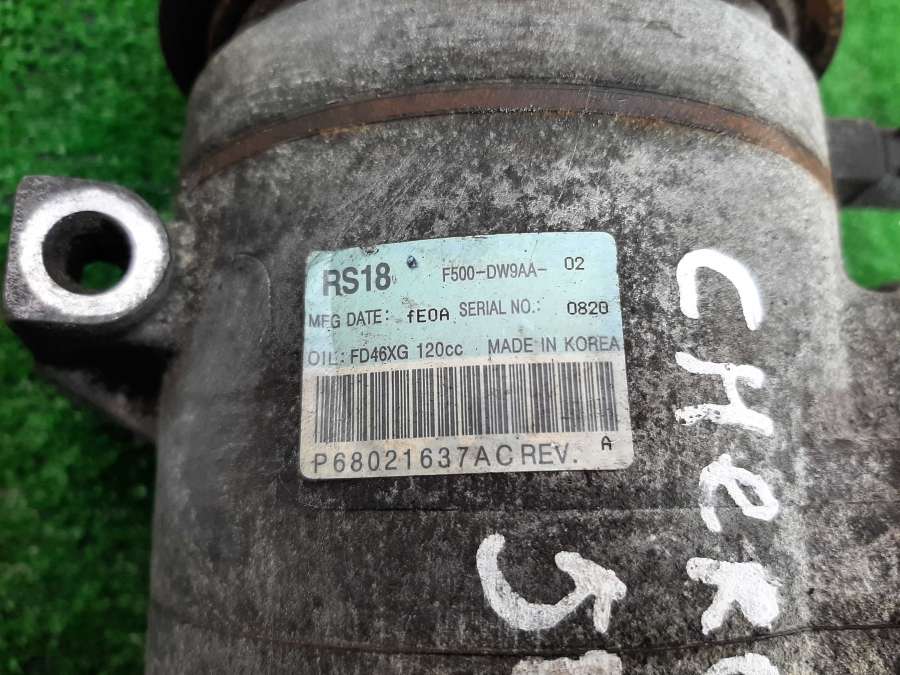 RS18 F500-DW9AA- 02
MFG DATE: fE0A SERIAL NO.: 0820
OIL: FD46XG 120cc MADE IN KOREA
P68021637AC REV. A
CHeR
5